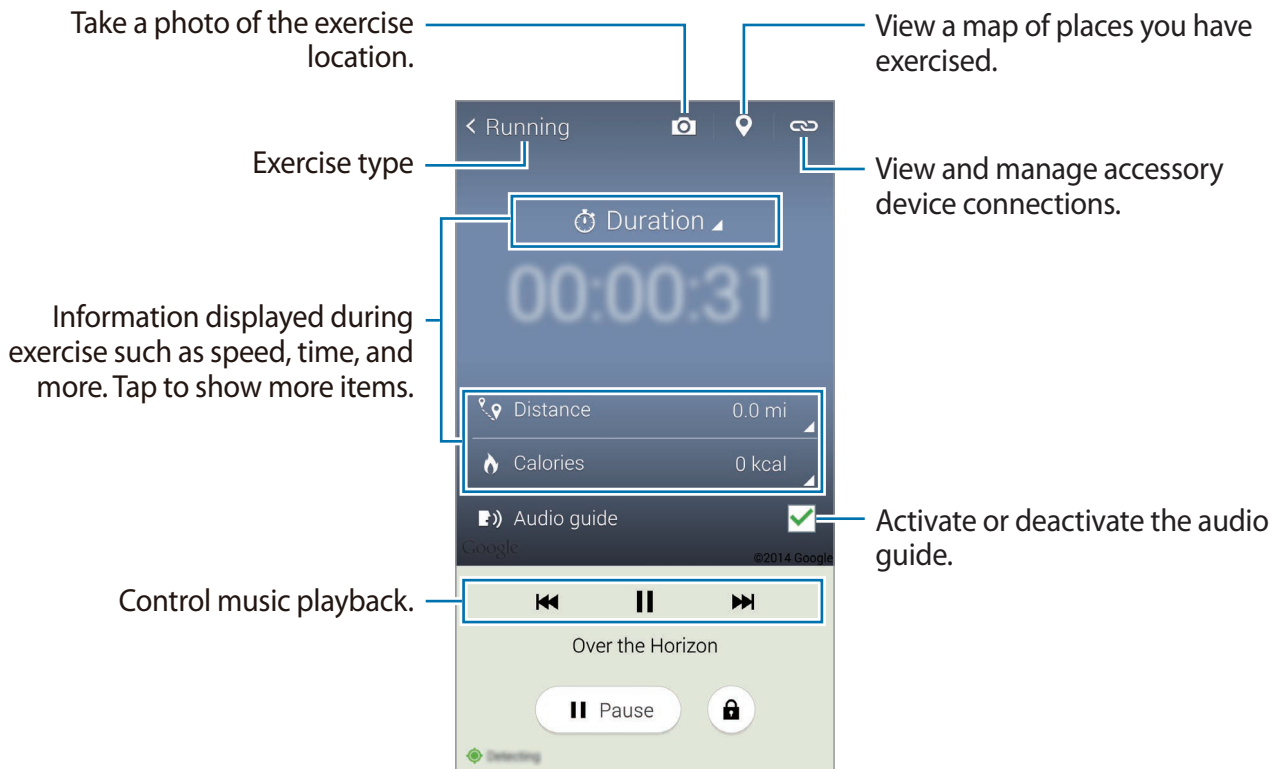 Take a photo of the exercise
location.
View a map of places you have
exercised.
Running
Exercise type
View and manage accessory
device connections.
Duration
00:00:31
Information displayed during
exercise such as speed, time, and
more. Tap to show more items.
Distance 0.0 mi
Calories 0 kcal
Audio guide
Activate or deactivate the audio
guide.
Google
©2014 Google
Control music playback.
Over the Horizon
Pause
Detecting